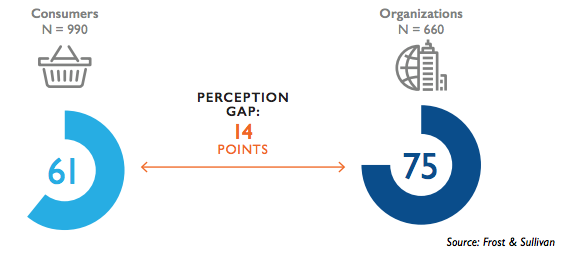 Consumers
N = 990
Organizations
N = 660
PERCEPTION
GAP:
14
POINTS
61
75
Source: Frost & Sullivan